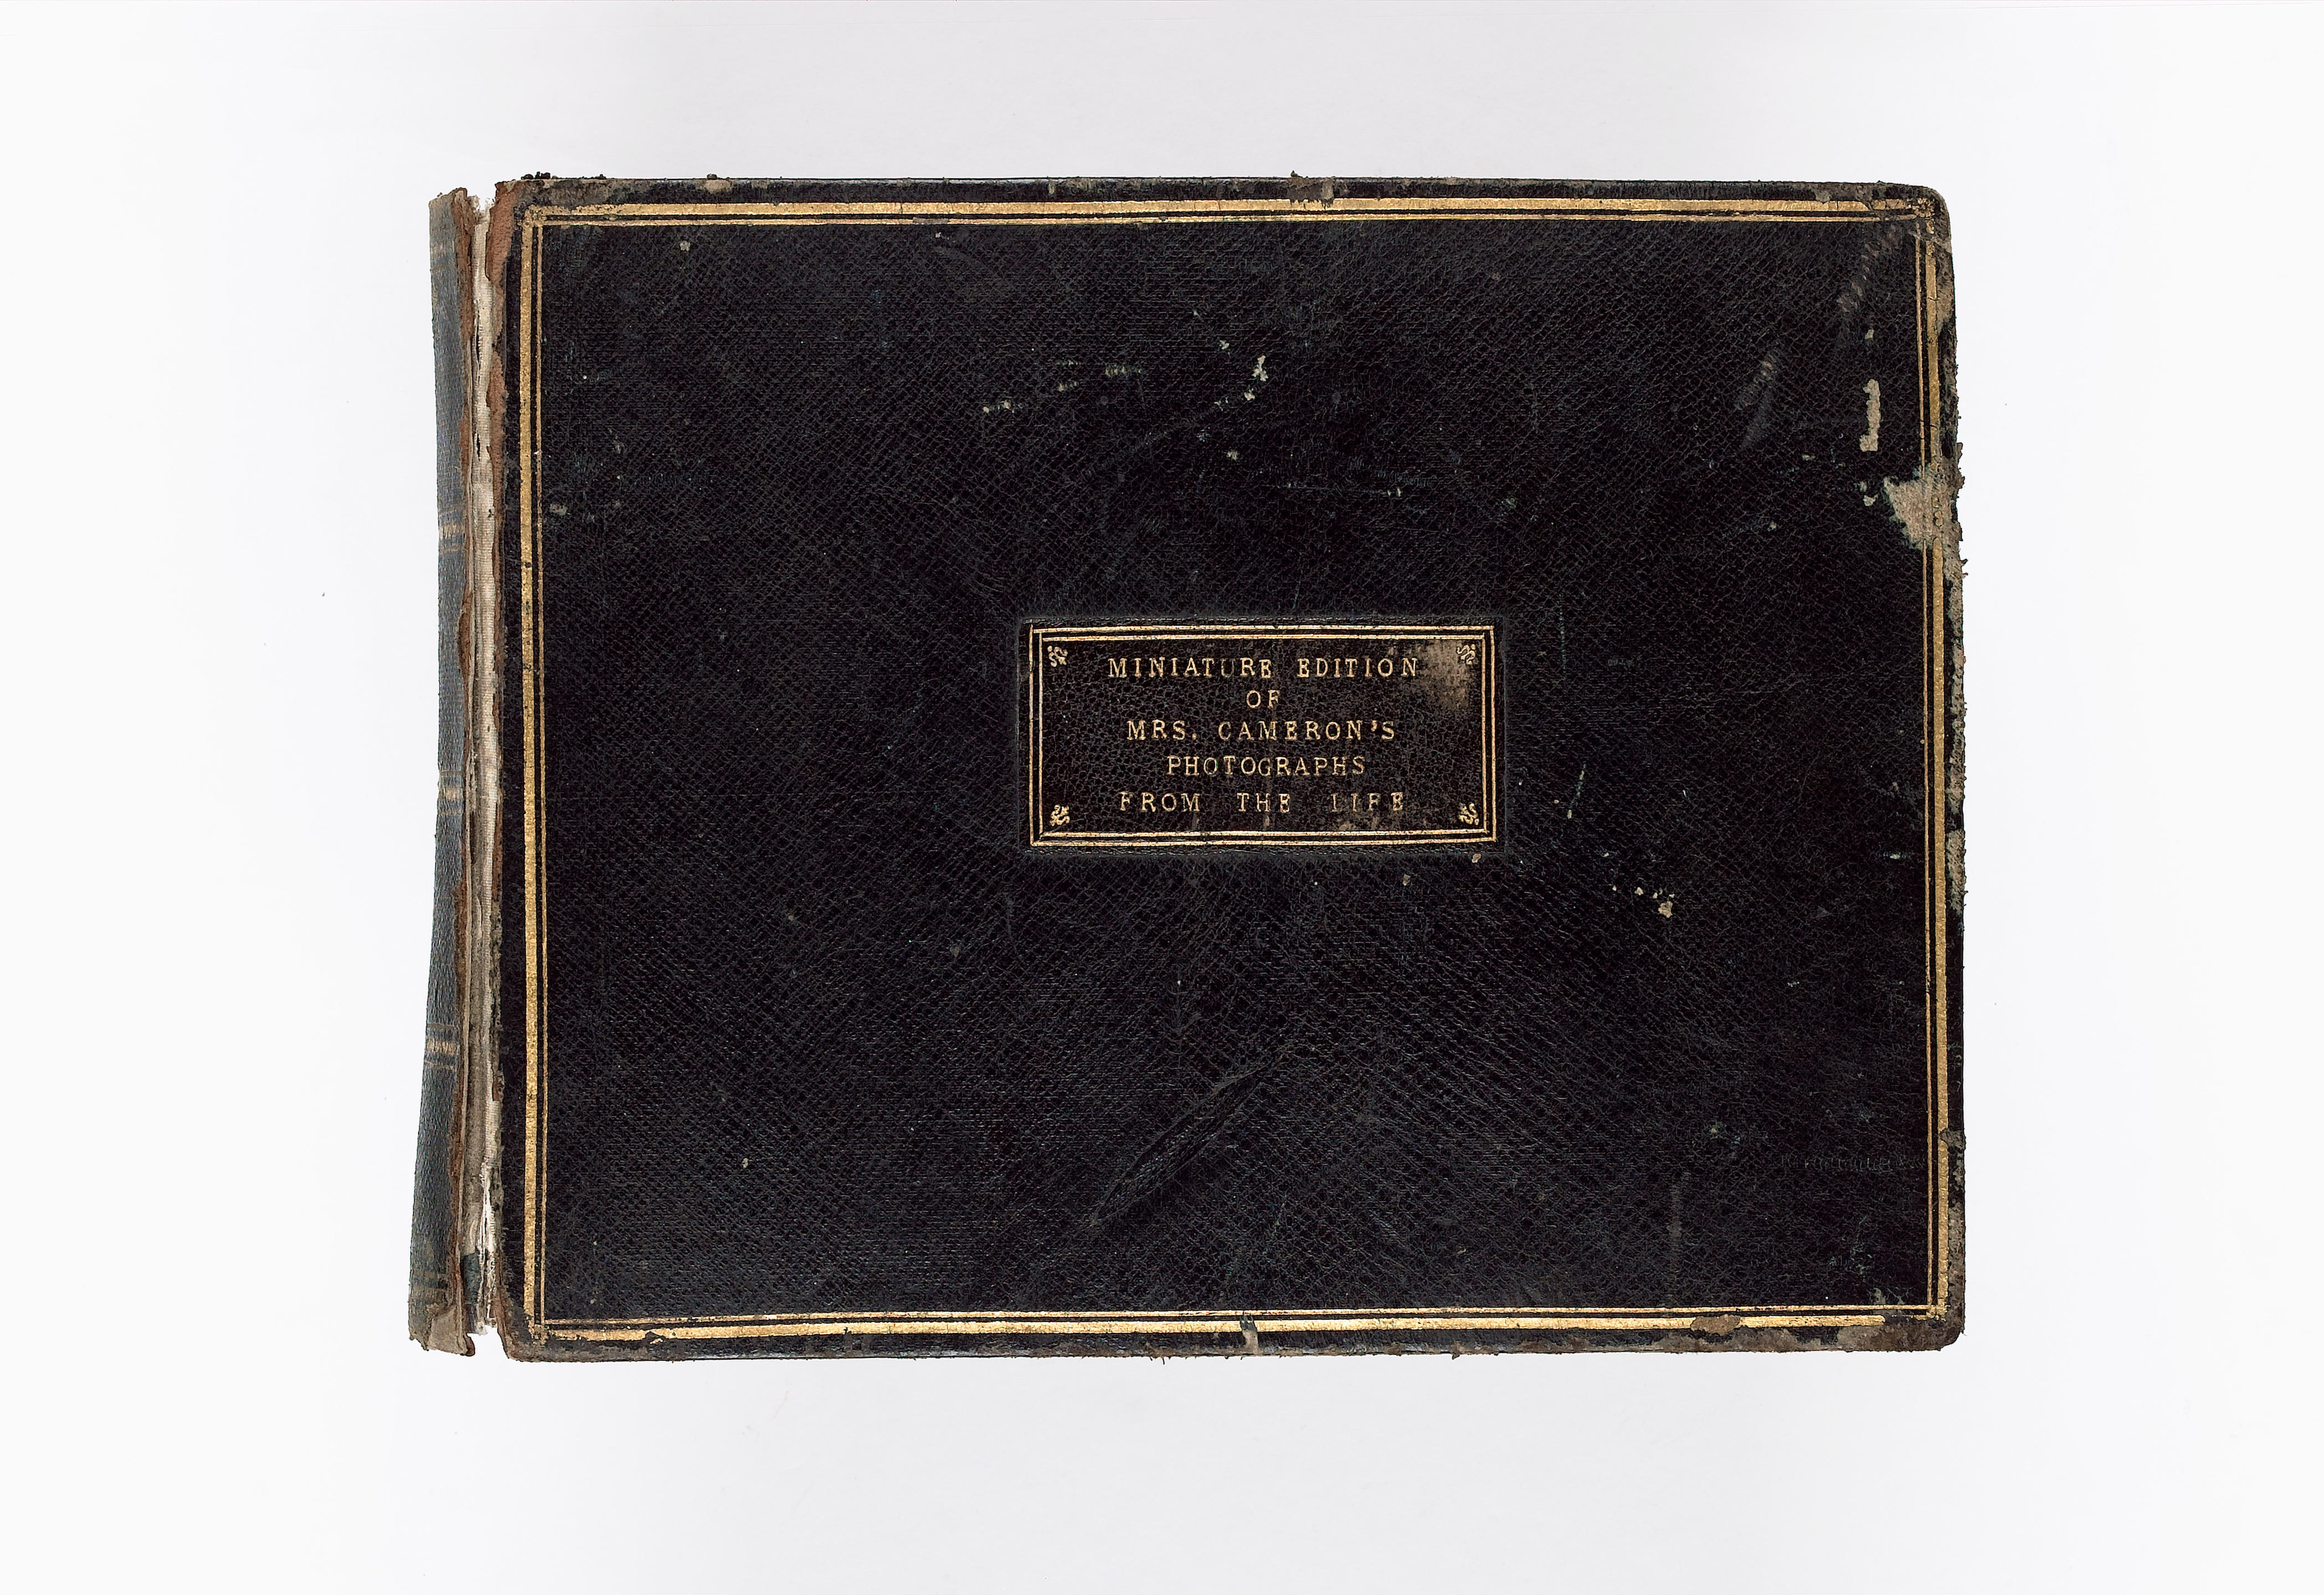 MINIATURE EDITION
OF
MRS. CAMERON'S
PHOTOGRAPHS
FROM THE LIFE